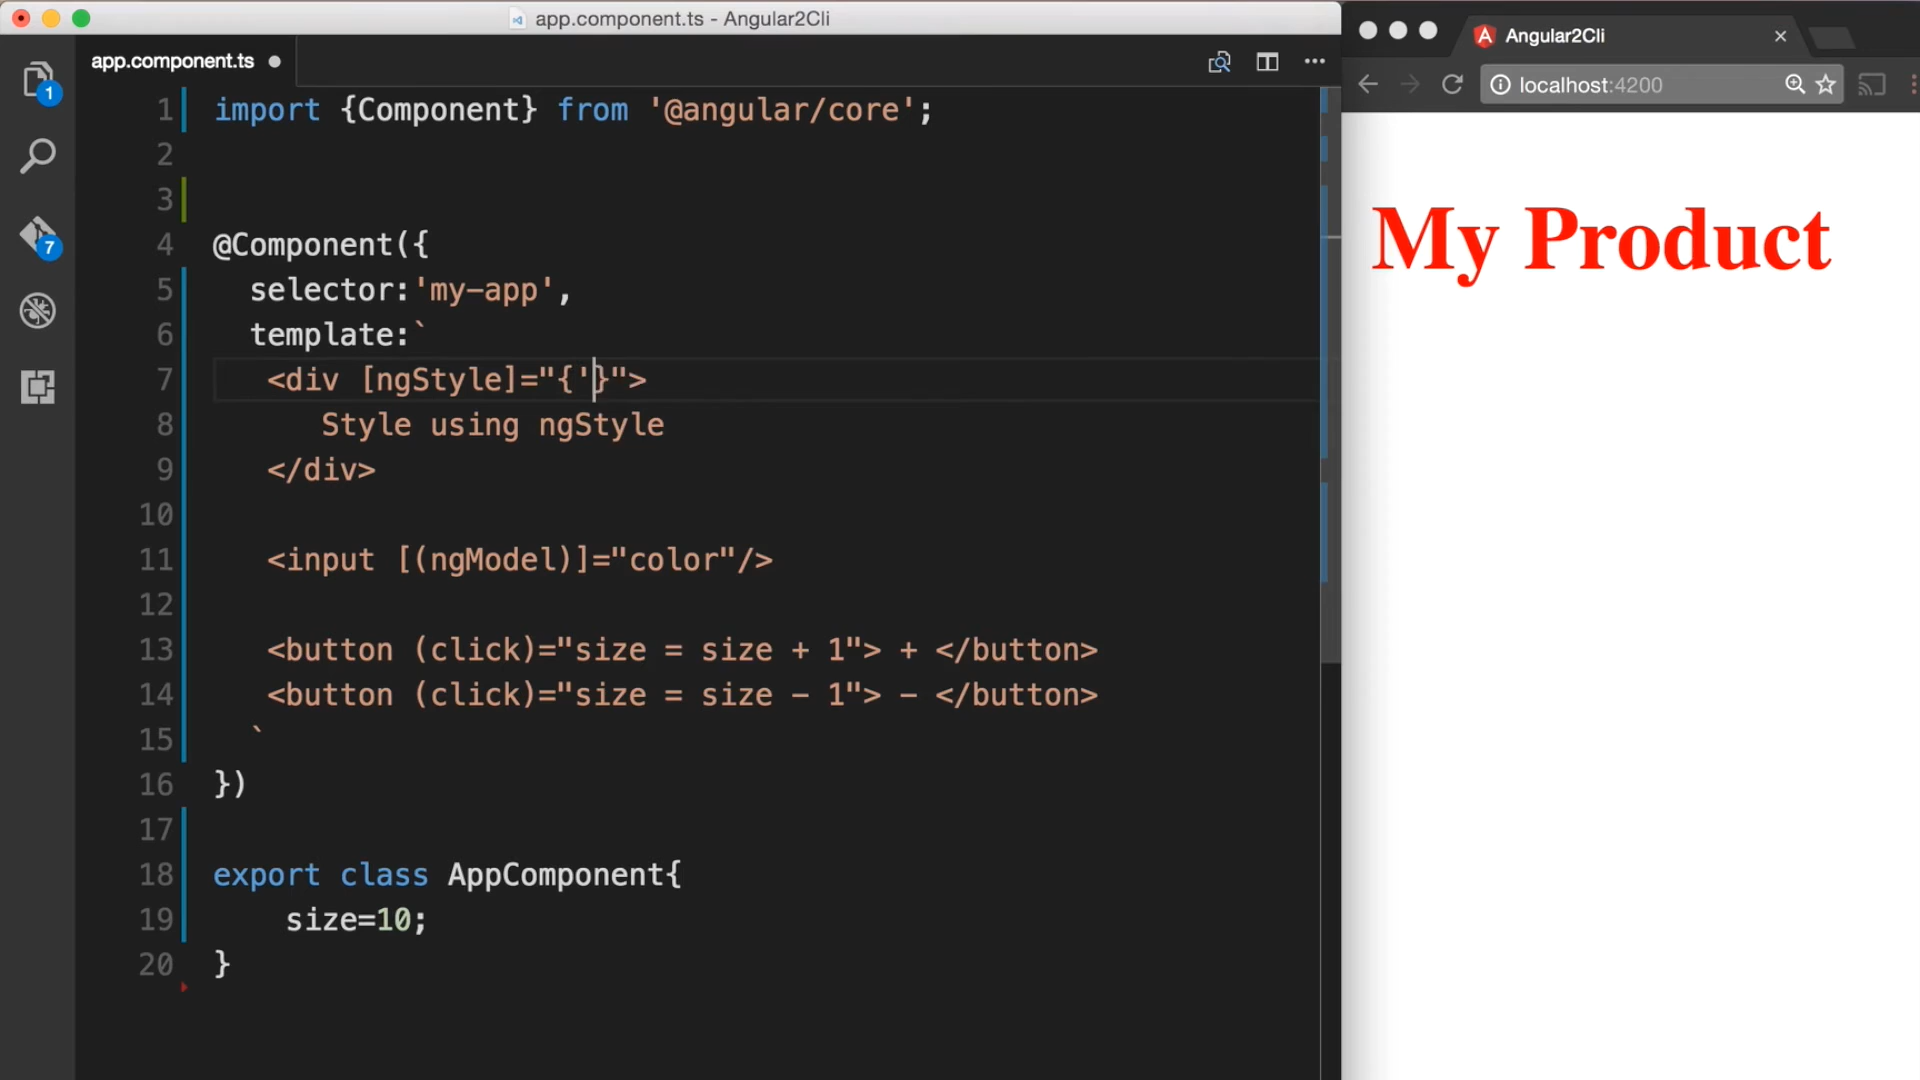 app.component.ts - Angular2Cli
app.component.ts
1
7
1 import {Component} from '@angular/core';
2
3
4 @Component({
5 selector:'my-app',
6 template:`
7 <div [ngStyle]="{'}">
8 Style using ngStyle
9 </div>
10
11 <input [(ngModel)]="color"/>
12
13 <button (click)="size = size + 1"> + </button>
14 <button (click)="size = size - 1"> - </button>
15 `
16 })
17
18 export class AppComponent{
19 size=10;
20 }
Angular2Cli
localhost:4200
My Product